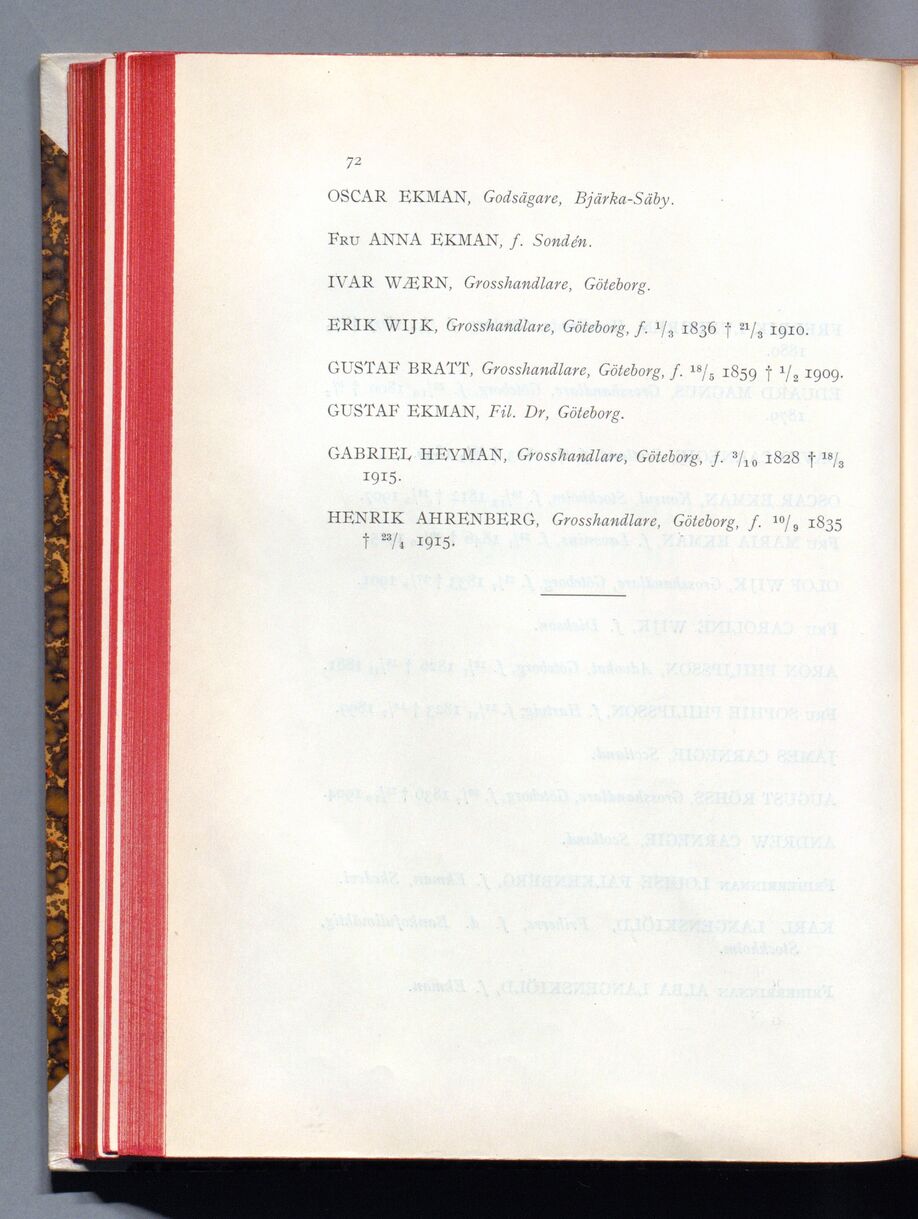 72
OSCAR EKMAN, Godsägare, Bjärka-Säby.
FRU ANNA EKMAN, f. Sondén.
IVAR WÆRN, Grosshandlare, Göteborg.
ERIK WIJK, Grosshandlare, Göteborg, f. 1/3 1836 † 21/3 1910.
GUSTAF BRATT, Grosshandlare, Göteborg, f. 18/5 1859 † 1/2 1909.
GUSTAF EKMAN, Fil. Dr, Göteborg.
GABRIEL HEYMAN, Grosshandlare, Göteborg, f. 3/10 1828 † 18/3
1915.
HENRIK AHRENBERG, Grosshandlare, Göteborg, f. 10/9 1835
† 23/4 1915.